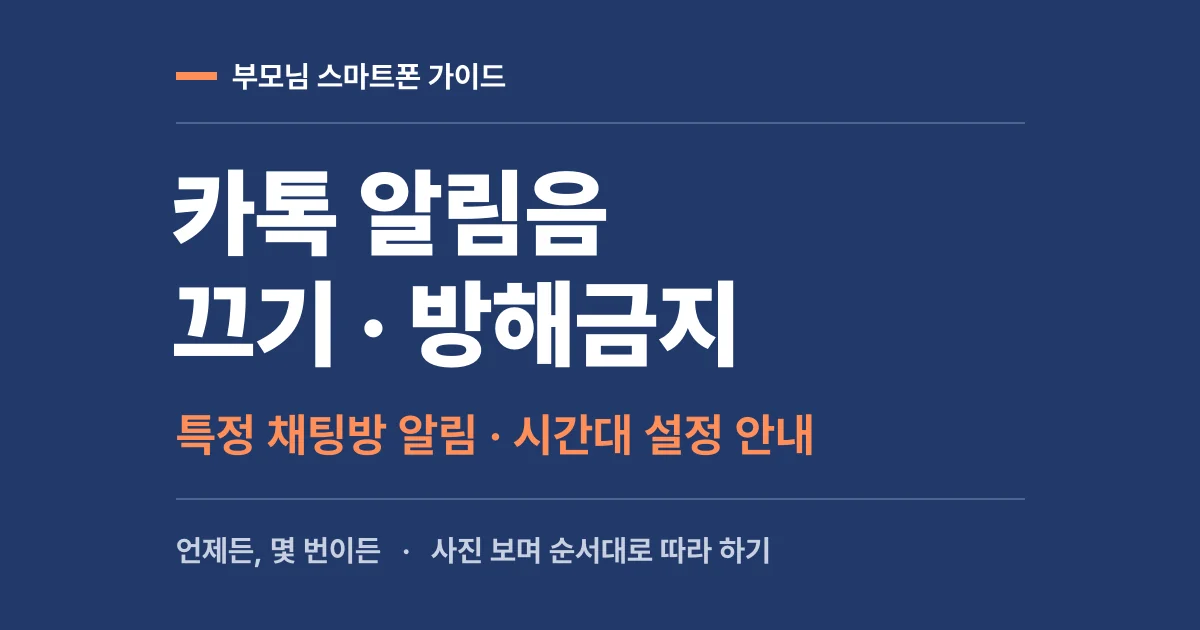 부모님 스마트폰 가이드
카톡 알림음
끄기 · 방해금지
특정 채팅방 알림 · 시간대 설정 안내
언제든, 몇 번이든 · 사진 보며 순서대로 따라 하기